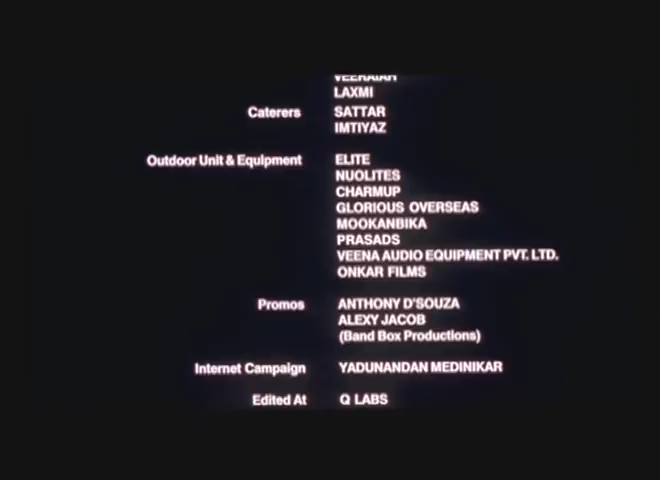 VEERAIAH
LAXMI
Caterers SATTAR
IMTIYAZ
Outdoor Unit & Equipment ELITE
NUOLITES
CHARMUP
GLORIOUS OVERSEAS
MOOKANBIKA
PRASADS
VEENA AUDIO EQUIPMENT PVT. LTD.
ONKAR FILMS
Promos ANTHONY D'SOUZA
ALEXY JACOB
(Band Box Productions)
Internet Campaign YADUNANDAN MEDINIKAR
Edited At Q LABS